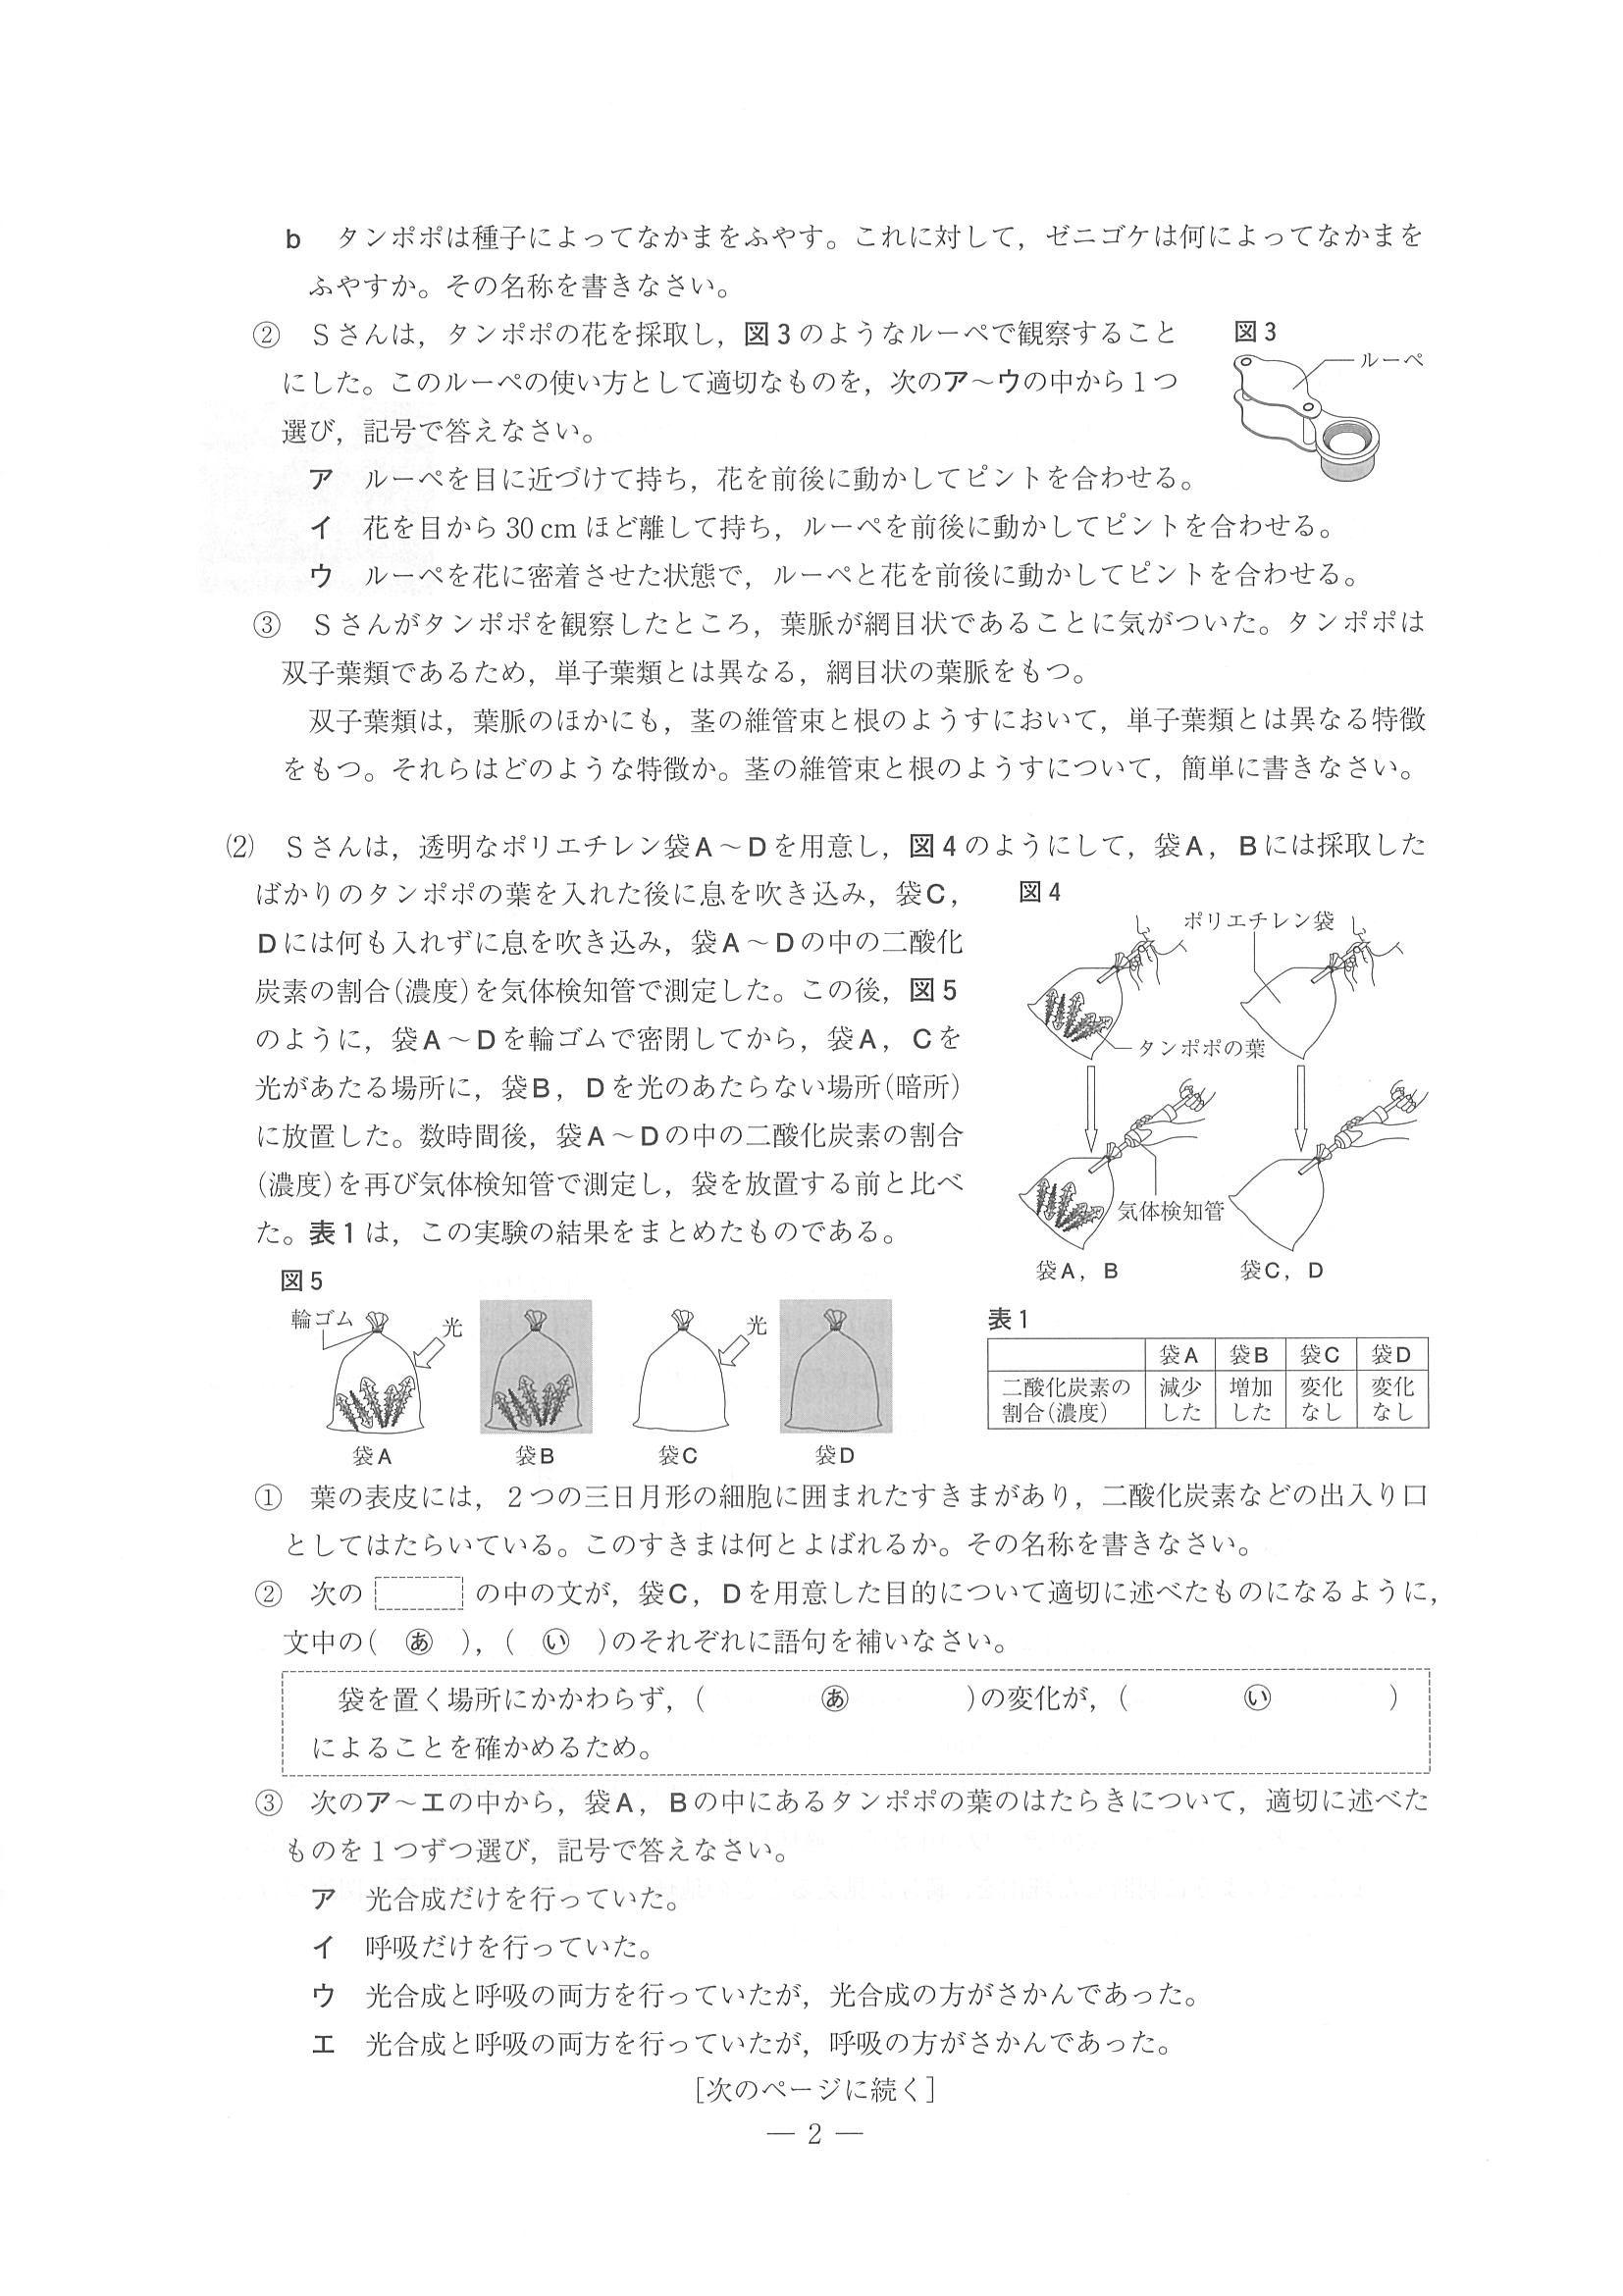 b　タンポポは種子によってなかまをふやす。これに対して，ゼニゴケは何によってなかまを
ふやすか。その名称を書きなさい。
②　Ｓさんは，タンポポの花を採取し，図３のようなルーペで観察すること
にした。このルーペの使い方として適切なものを，次のア～ウの中から１つ
選び，記号で答えなさい。
図３
ルーペ
ア　ルーペを目に近づけて持ち，花を前後に動かしてピントを合わせる。
イ　花を目から 30 cm ほど離して持ち，ルーペを前後に動かしてピントを合わせる。
ウ　ルーペを花に密着させた状態で，ルーペと花を前後に動かしてピントを合わせる。
③　Ｓさんがタンポポを観察したところ，葉脈が網目状であることに気がついた。タンポポは
双子葉類であるため，単子葉類とは異なる，網目状の葉脈をもつ。
双子葉類は，葉脈のほかにも，茎の維管束と根のようすにおいて，単子葉類とは異なる特徴
をもつ。それらはどのような特徴か。茎の維管束と根のようすについて，簡単に書きなさい。
⑵　Ｓさんは，透明なポリエチレン袋Ａ～Ｄを用意し，図４のようにして，袋Ａ，Ｂには採取した
ばかりのタンポポの葉を入れた後に息を吹き込み，袋Ｃ，
Ｄには何も入れずに息を吹き込み，袋Ａ～Ｄの中の二酸化
炭素の割合(濃度)を気体検知管で測定した。この後，図５
のように，袋Ａ～Ｄを輪ゴムで密閉してから，袋Ａ，Ｃを
光があたる場所に，袋Ｂ，Ｄを光のあたらない場所(暗所)
に放置した。数時間後，袋Ａ～Ｄの中の二酸化炭素の割合
(濃度)を再び気体検知管で測定し，袋を放置する前と比べ
た。表１は，この実験の結果をまとめたものである。
図４
ポリエチレン袋
タンポポの葉
気体検知管
袋Ａ，Ｂ
袋Ｃ，Ｄ
図５
輪ゴム
光
光
袋Ａ
袋Ｂ
袋Ｃ
袋Ｄ
表１
袋Ａ 袋Ｂ 袋Ｃ 袋Ｄ
二酸化炭素の 減少 増加 変化 変化
割合(濃度) した した なし なし
①　葉の表皮には，２つの三日月形の細胞に囲まれたすきまがあり，二酸化炭素などの出入り口
としてはたらいている。このすきまは何とよばれるか。その名称を書きなさい。
②　次の　　　の中の文が，袋Ｃ，Ｄを用意した目的について適切に述べたものになるように，
文中の(　あ　)，(　い　)のそれぞれに語句を補いなさい。
袋を置く場所にかかわらず，(　あ　)の変化が，(　い　)
によることを確かめるため。
③　次のア～エの中から，袋Ａ，Ｂの中にあるタンポポの葉のはたらきについて，適切に述べた
ものを１つずつ選び，記号で答えなさい。
ア　光合成だけを行っていた。
イ　呼吸だけを行っていた。
ウ　光合成と呼吸の両方を行っていたが，光合成の方がさかんであった。
エ　光合成と呼吸の両方を行っていたが，呼吸の方がさかんであった。
［次のページに続く］
― 2 ―